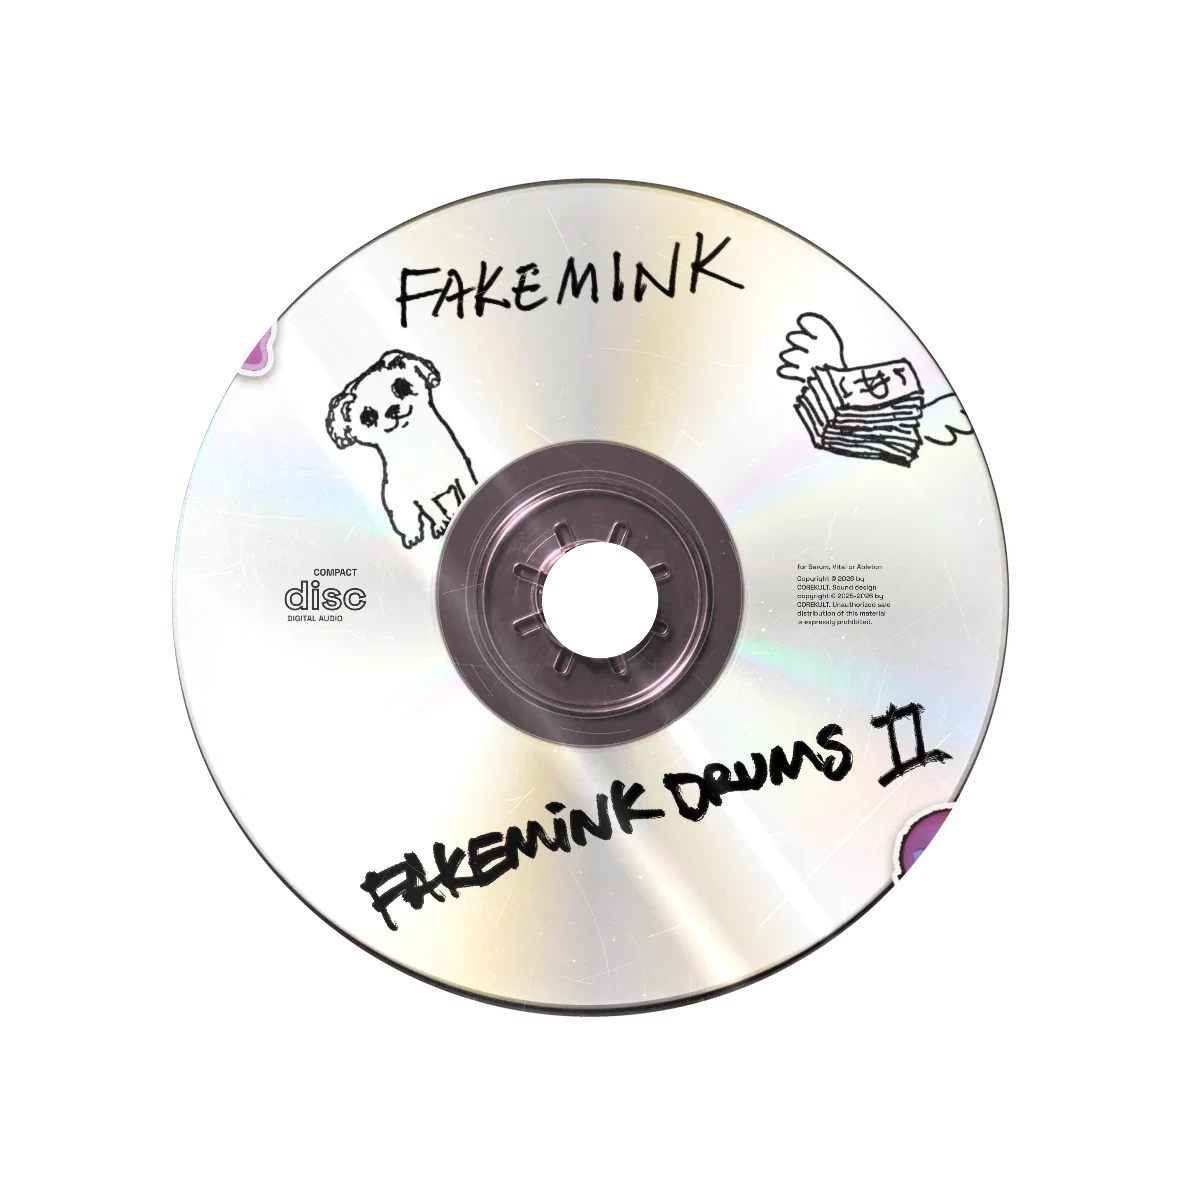 FAKEMINK
COMPACT
disc
DIGITAL AUDIO
for Serum, Vital or Ableton
Copyright © 2026 by
COREKULT. Sound design
copyright © 2025-2026 by
COREKULT. Unauthorized sale
distribution of this material
is expressly prohibited.
FAKEMiNK DRUMS II